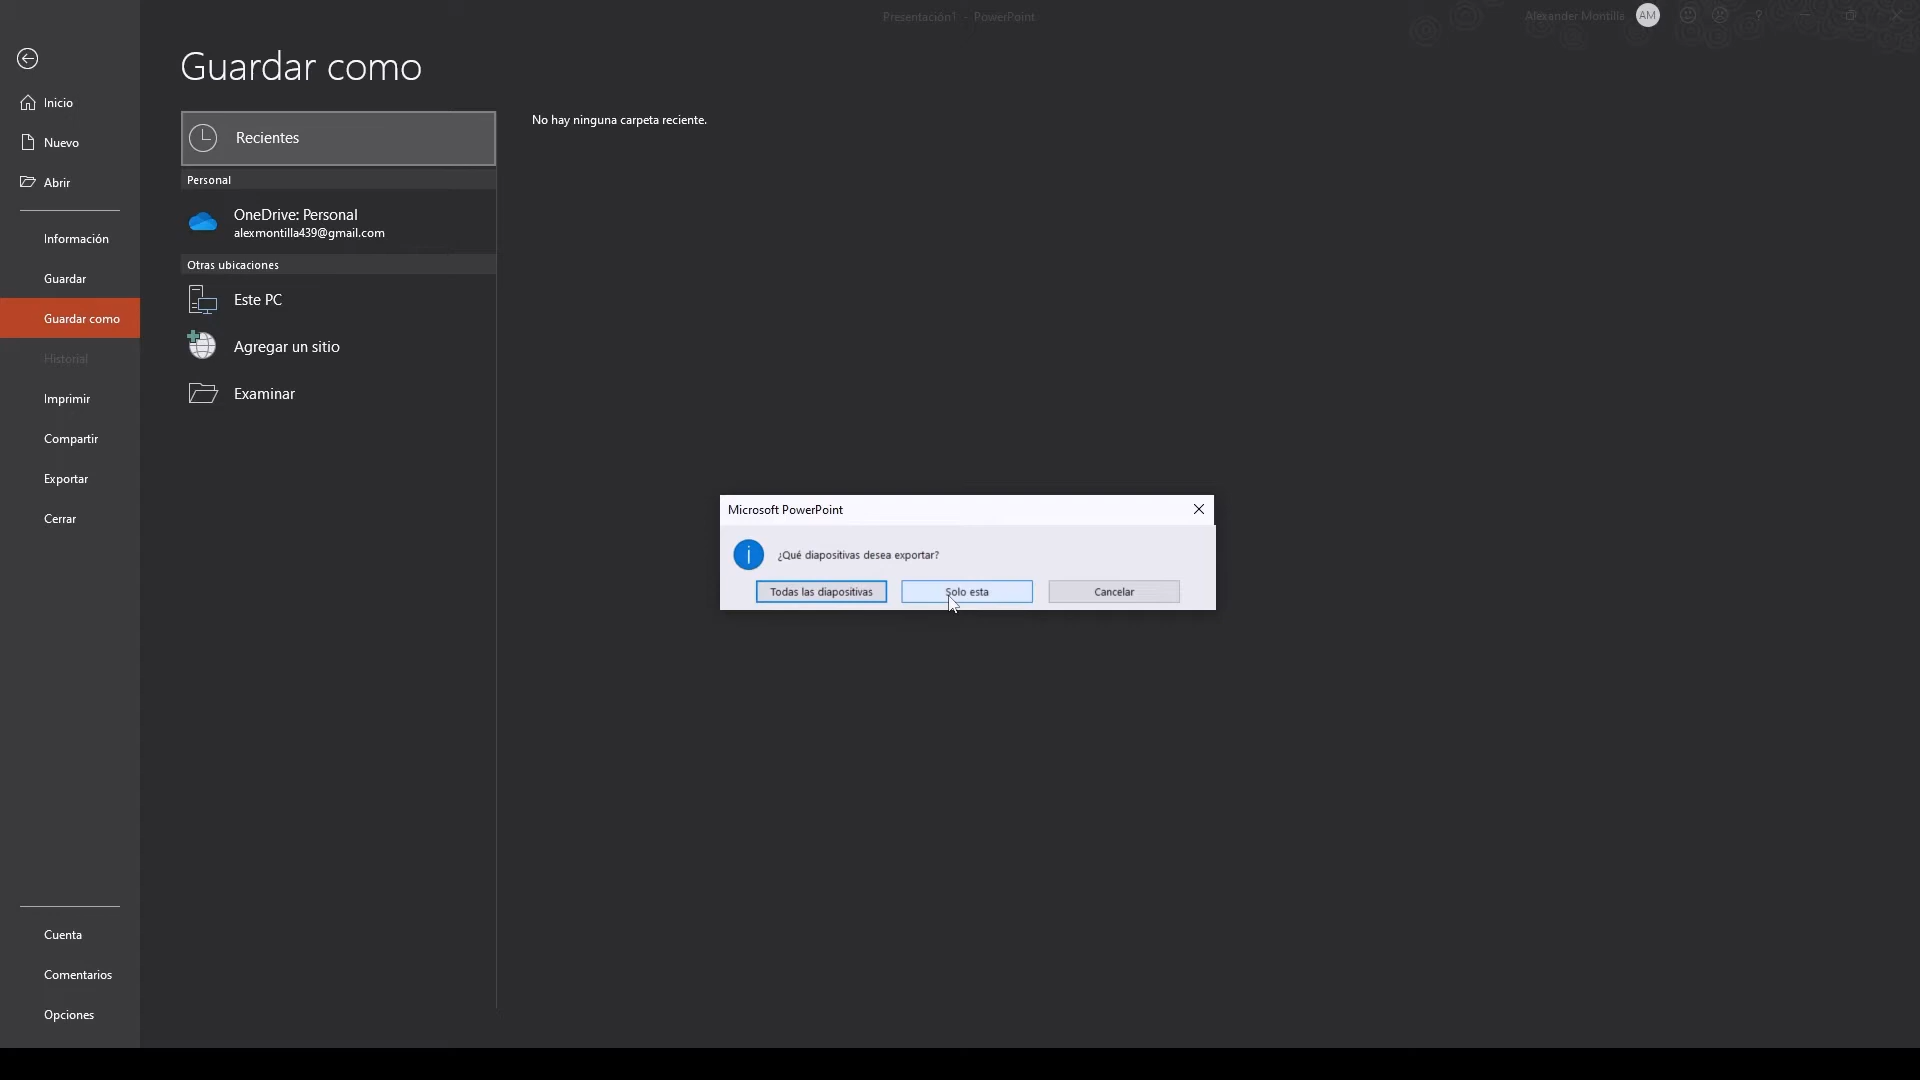 Presentación1 - PowerPoint
Alexander Montilla
AM
?
Guardar como
Inicio
Nuevo
Abrir
Información
Guardar
Guardar como
Historial
Imprimir
Compartir
Exportar
Cerrar
Cuenta
Comentarios
Opciones
Recientes
Personal
OneDrive: Personal
alexmontilla439@gmail.com
Otras ubicaciones
Este PC
Agregar un sitio
Examinar
No hay ninguna carpeta reciente.
Microsoft PowerPoint
¿Qué diapositivas desea exportar?
Todas las diapositivas
Solo esta
Cancelar